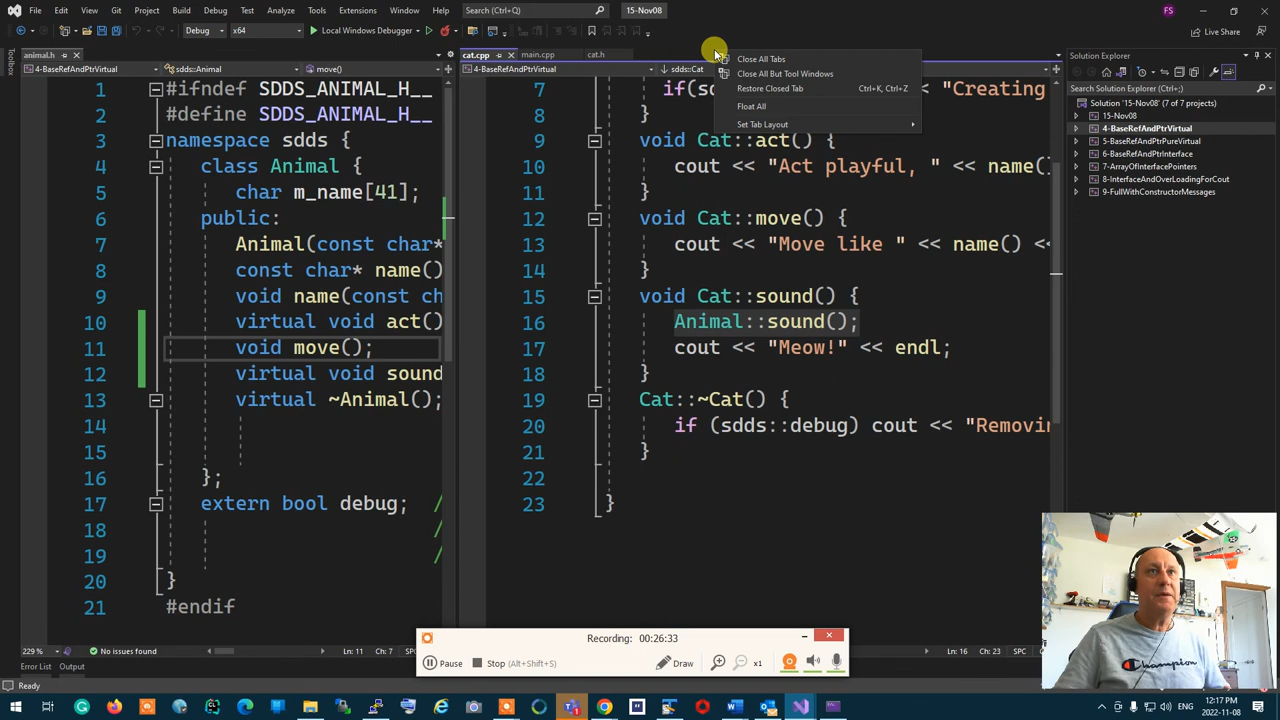 File Edit View Git Project Build Debug Test Analyze Tools Extensions Window Help Search (Ctrl+Q) 15-Nov08 FS
Debug x64 Local Windows Debugger Live Share
animal.h cat.cpp main.cpp cat.h Solution Explorer
4-BaseRefAndPtrVirtual sdds::Animal move() 4-BaseRefAndPtrVirtual sdds::Cat
Close All Tabs
Close All But Tool Windows
Restore Closed Tab Ctrl+K, Ctrl+Z
Float All
Set Tab Layout
Toolbox
1 #ifndef SDDS_ANIMAL_H__
2 #define SDDS_ANIMAL_H__
3 namespace sdds {
4 class Animal {
5 char m_name[41];
6 public:
7 Animal(const char*
8 const char* name()
9 void name(const ch
10 virtual void act()
11 void move();
12 virtual void sound
13 virtual ~Animal();
14
15
16 };
17 extern bool debug; /
18 /
19 /
20 }
21 #endif
7 if(sd < "Creating
8 }
9 void Cat::act() {
10 cout << "Act playful, " << name()
11 }
12 void Cat::move() {
13 cout << "Move like " << name() <<
14 }
15 void Cat::sound() {
16 Animal::sound();
17 cout << "Meow!" << endl;
18 }
19 Cat::~Cat() {
20 if (sdds::debug) cout << "Removin
21 }
22
23 }
Search Solution Explorer (Ctrl+;)
Solution '15-Nov08' (7 of 7 projects)
15-Nov08
4-BaseRefAndPtrVirtual
5-BaseRefAndPtrPureVirtual
6-BaseRefAndPtrInterface
7-ArrayOfInterfacePointers
8-InterfaceAndOverLoadingForCout
9-FullWithConstructorMessages
Recording: 00:26:33
Pause Stop (Alt+Shift+S) Draw x1
Champion
229 % No issues found Ln: 11 Ch: 7 SPC Ln: 16 Ch: 23 SPC
Error List Output
Ready
12:17 PM
2022-11-08